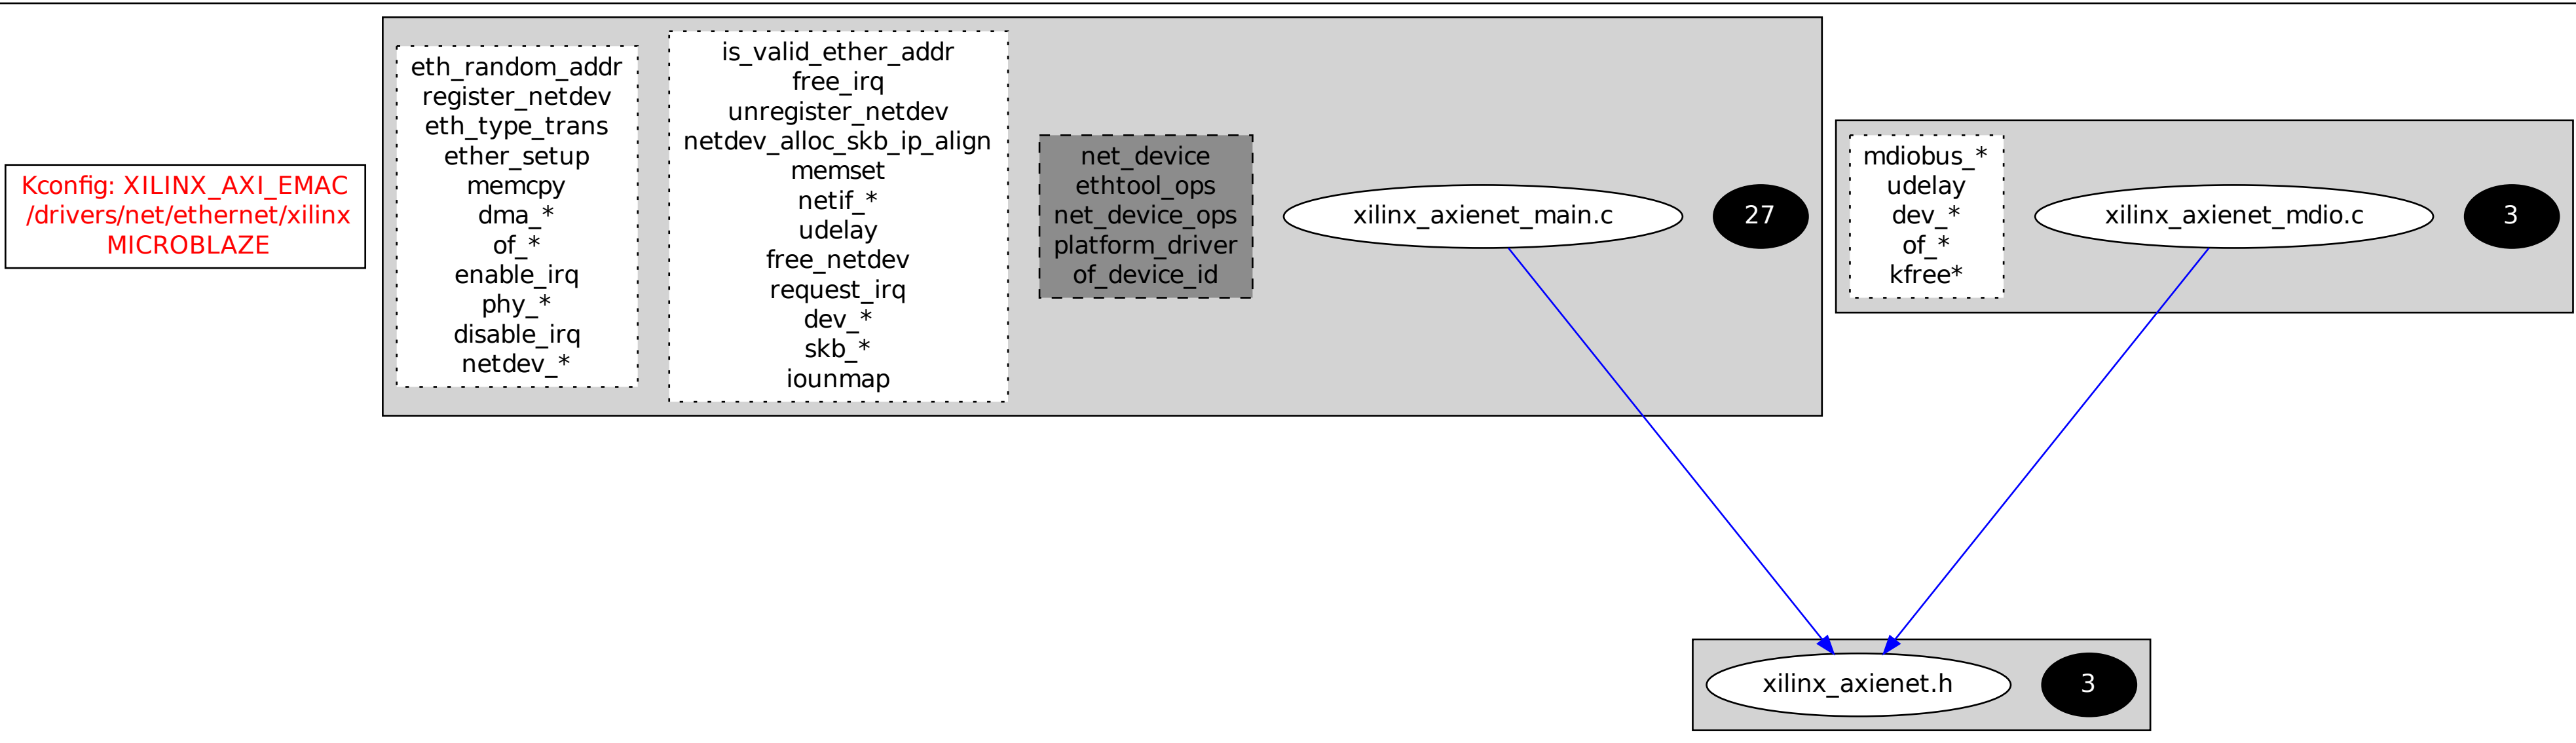 Kconfig: XILINX_AXI_EMAC
/drivers/net/ethernet/xilinx
MICROBLAZE
eth_random_addr
register_netdev
eth_type_trans
ether_setup
memcpy
dma_*
of_*
enable_irq
phy_*
disable_irq
netdev_*
is_valid_ether_addr
free_irq
unregister_netdev
netdev_alloc_skb_ip_align
memset
netif_*
udelay
free_netdev
request_irq
dev_*
skb_*
iounmap
net_device
ethtool_ops
net_device_ops
platform_driver
of_device_id
xilinx_axienet_main.c
27
mdiobus_*
udelay
dev_*
of_*
kfree*
xilinx_axienet_mdio.c
3
xilinx_axienet.h
3